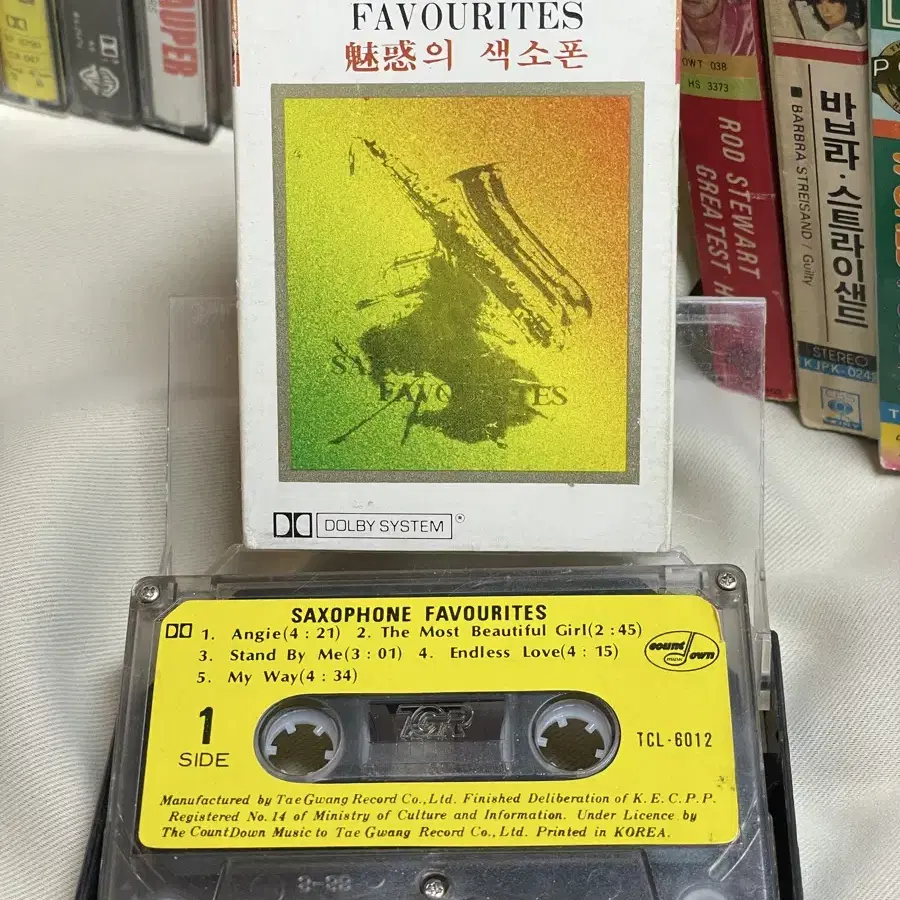 FAVOURITES
魅惑의 색소폰
FAVOURITES
DOLBY SYSTEM
SAXOPHONE FAVOURITES
1. Angie(4 : 21) 2. The Most Beautiful Girl(2 : 45)
3. Stand By Me(3 : 01) 4. Endless Love(4 : 15)
5. My Way(4 : 34)
count Down
music
1
SIDE
TGR
TCL-6012
Manufactured by Tae Gwang Record Co., Ltd. Finished Deliberation of K. E. C. P. P.
Registered No. 14 of Ministry of Culture and Information. Under Licence by
The CountDown Music to Tae Gwang Record Co., Ltd. Printed in KOREA.
OWT 038
HS 3373
ROD STEWART
GREATEST H
바브라·스트라이샌드
■ BARBRA STREISAND / Guilty
STEREO
KJPK-024